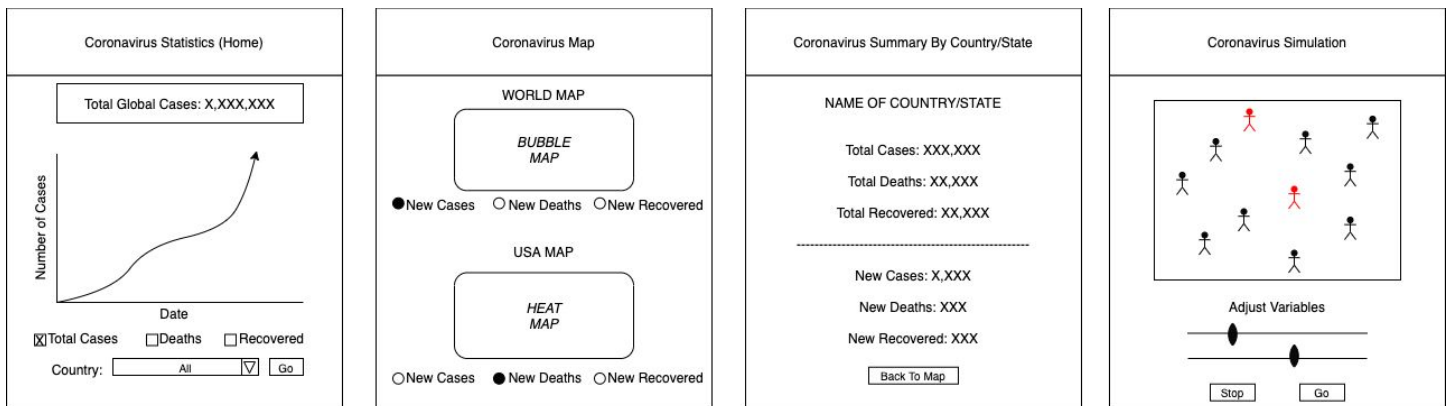 Coronavirus Statistics (Home)
Total Global Cases: X,XXX,XXX
Number of Cases
Date
Total Cases Deaths Recovered
Country: All Go
Coronavirus Map
WORLD MAP
BUBBLE
MAP
New Cases New Deaths New Recovered
USA MAP
HEAT
MAP
New Cases New Deaths New Recovered
Coronavirus Summary By Country/State
NAME OF COUNTRY/STATE
Total Cases: XXX,XXX
Total Deaths: XX,XXX
Total Recovered: XX,XXX
New Cases: X,XXX
New Deaths: XXX
New Recovered: XXX
Back To Map
Coronavirus Simulation
Adjust Variables
Stop Go